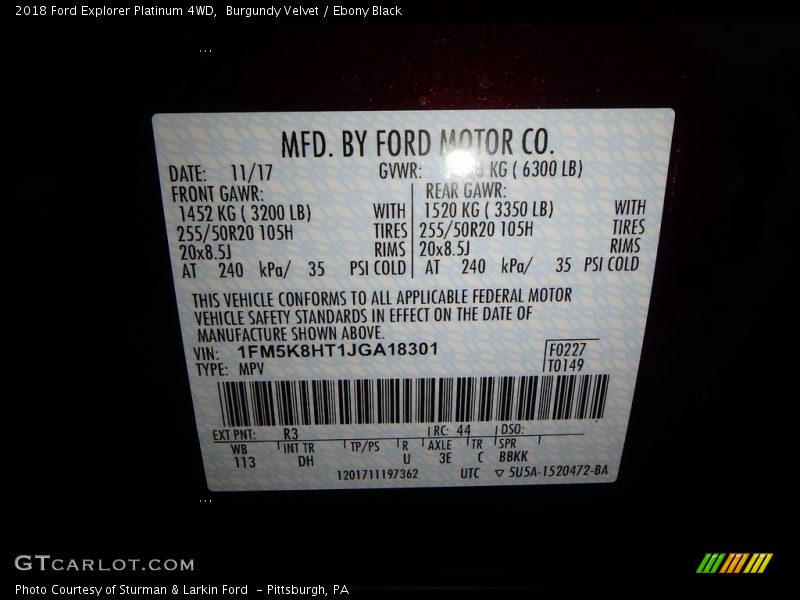 2018 Ford Explorer Platinum 4WD,  Burgundy Velvet / Ebony Black
MFD. BY FORD MOTOR CO.
DATE: 11/17 GVWR: KG ( 6300 LB)
FRONT GAWR: REAR GAWR:
1452 KG ( 3200 LB) WITH 1520 KG ( 3350 LB) WITH
255/50R20 105H TIRES 255/50R20 105H TIRES
20x8.5J RIMS 20x8.5J RIMS
AT 240 kPa/ 35 PSI COLD AT 240 kPa/ 35 PSI COLD
THIS VEHICLE CONFORMS TO ALL APPLICABLE FEDERAL MOTOR
VEHICLE SAFETY STANDARDS IN EFFECT ON THE DATE OF
MANUFACTURE SHOWN ABOVE.
VIN: 1FM5K8HT1JGA18301 F0227
TYPE: MPV T0149
EXT PNT: R3 RC: 44 DSO:
WB INT TR TP/PS R AXLE TR SPR
113 DH U 3E C BBKK
1201711197362 UTC ▽ 5U5A-1520472-BA
GTCARLOT.COM
Photo Courtesy of Sturman & Larkin Ford  - Pittsburgh, PA